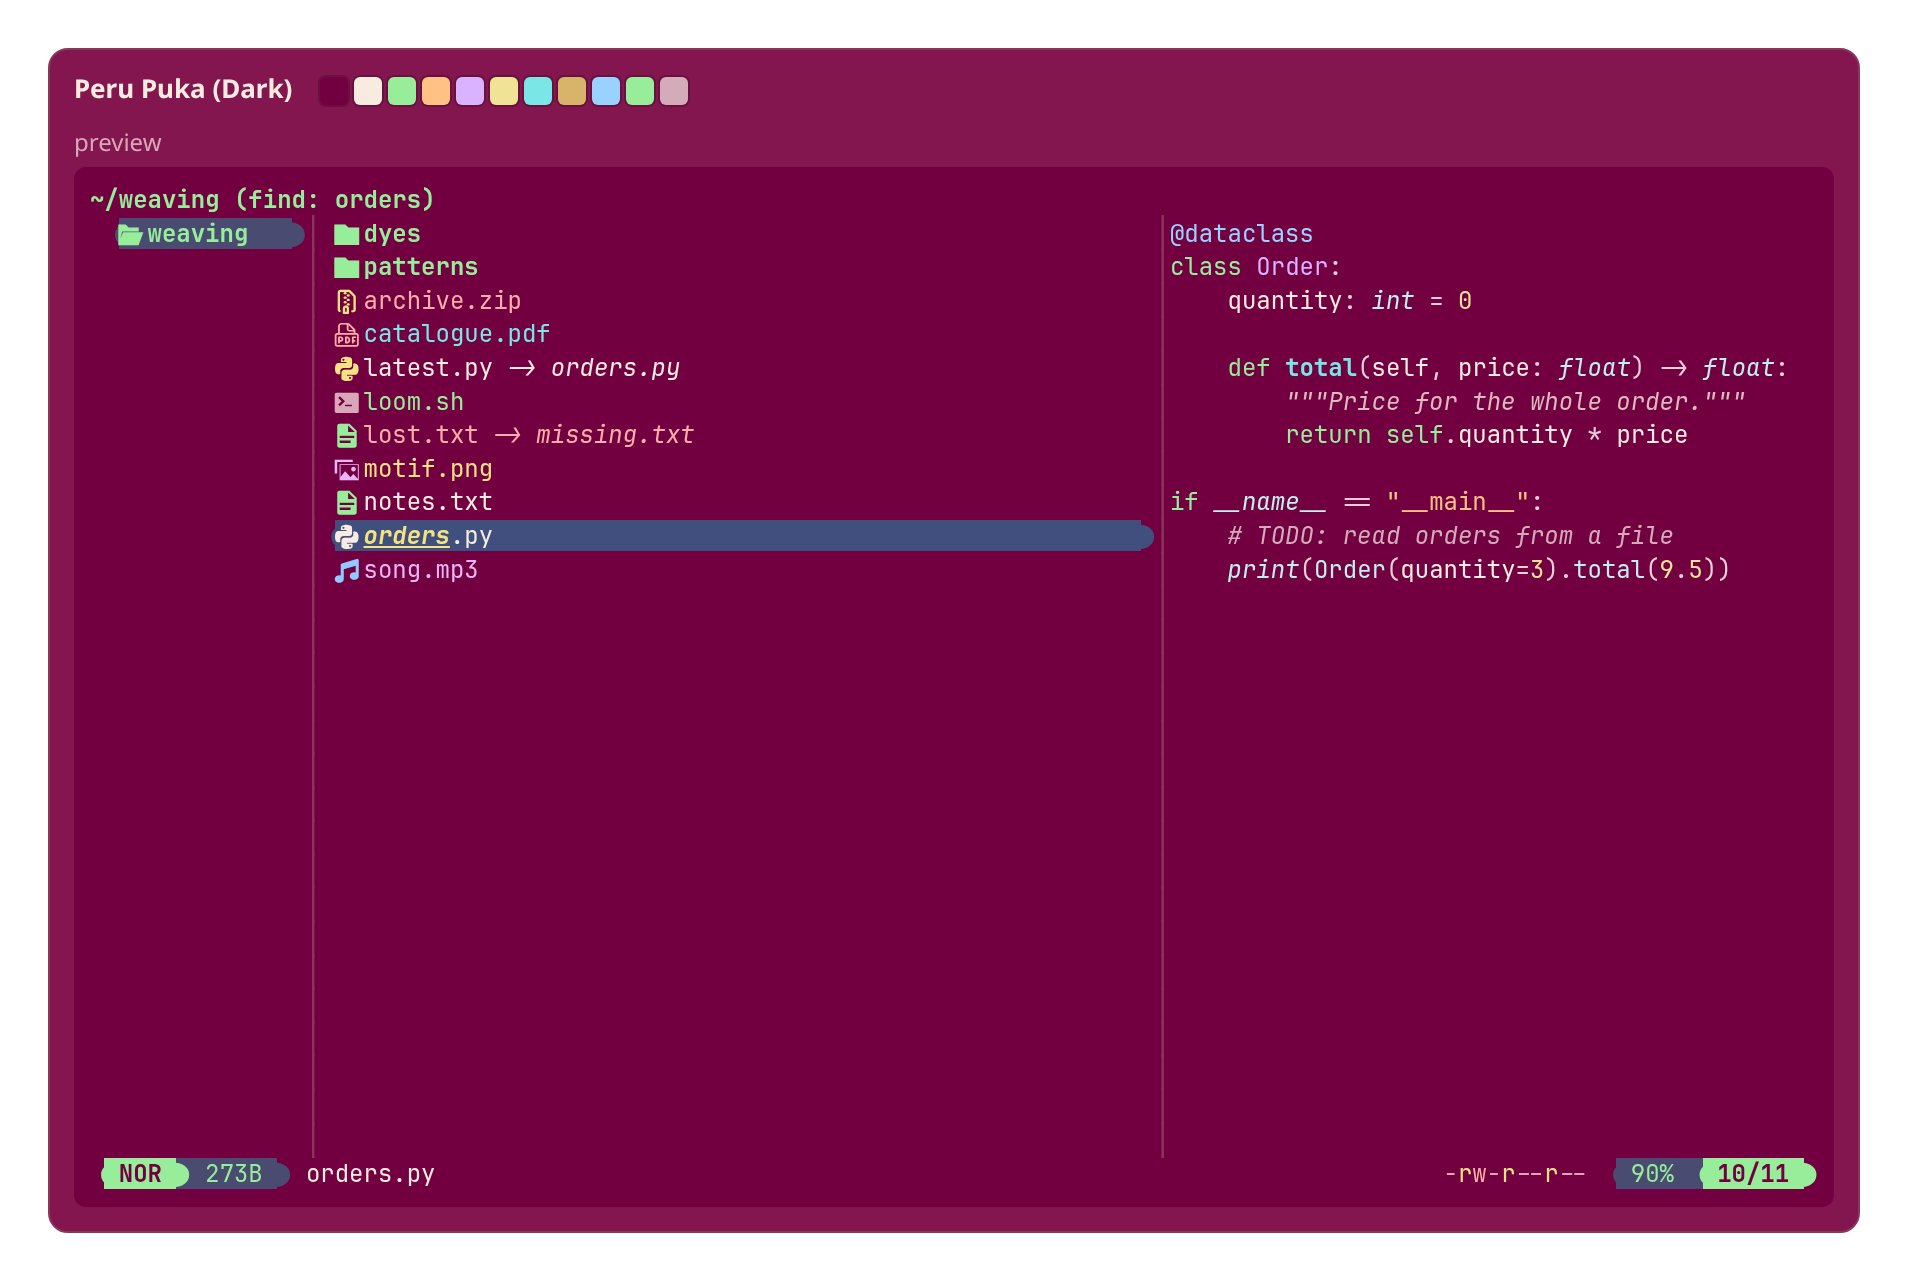 Peru Puka (Dark)
preview
~/weaving (find: orders)
weaving
dyes
patterns
archive.zip
catalogue.pdf
latest.py -> orders.py
loom.sh
lost.txt -> missing.txt
motif.png
notes.txt
orders.py
song.mp3
@dataclass
class Order:
    quantity: int = 0
    def total(self, price: float) -> float:
        """Price for the whole order."""
        return self.quantity * price
if __name__ == "__main__":
    # TODO: read orders from a file
    print(Order(quantity=3).total(9.5))
NOR 273B orders.py
-rw-r--r-- 90% 10/11